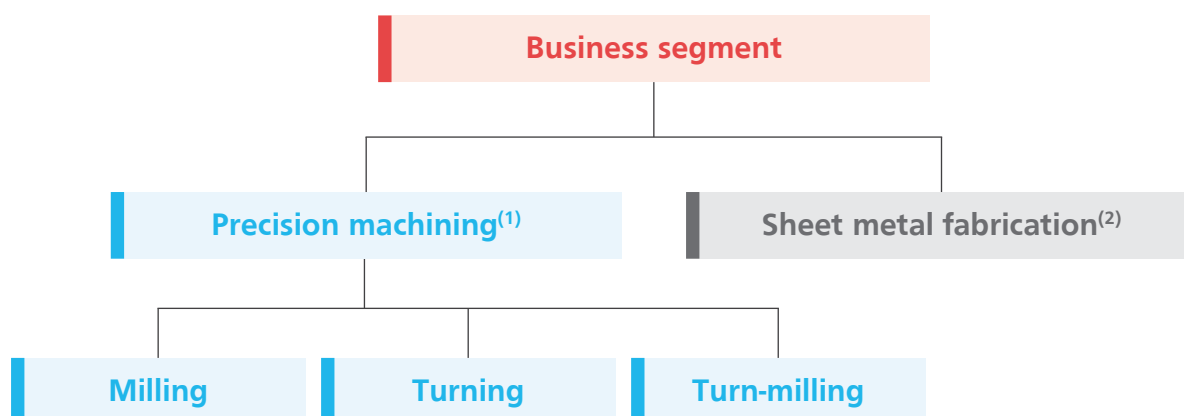 Business segment
Precision machining(1)
Sheet metal fabrication(2)
Milling
Turning
Turn-milling